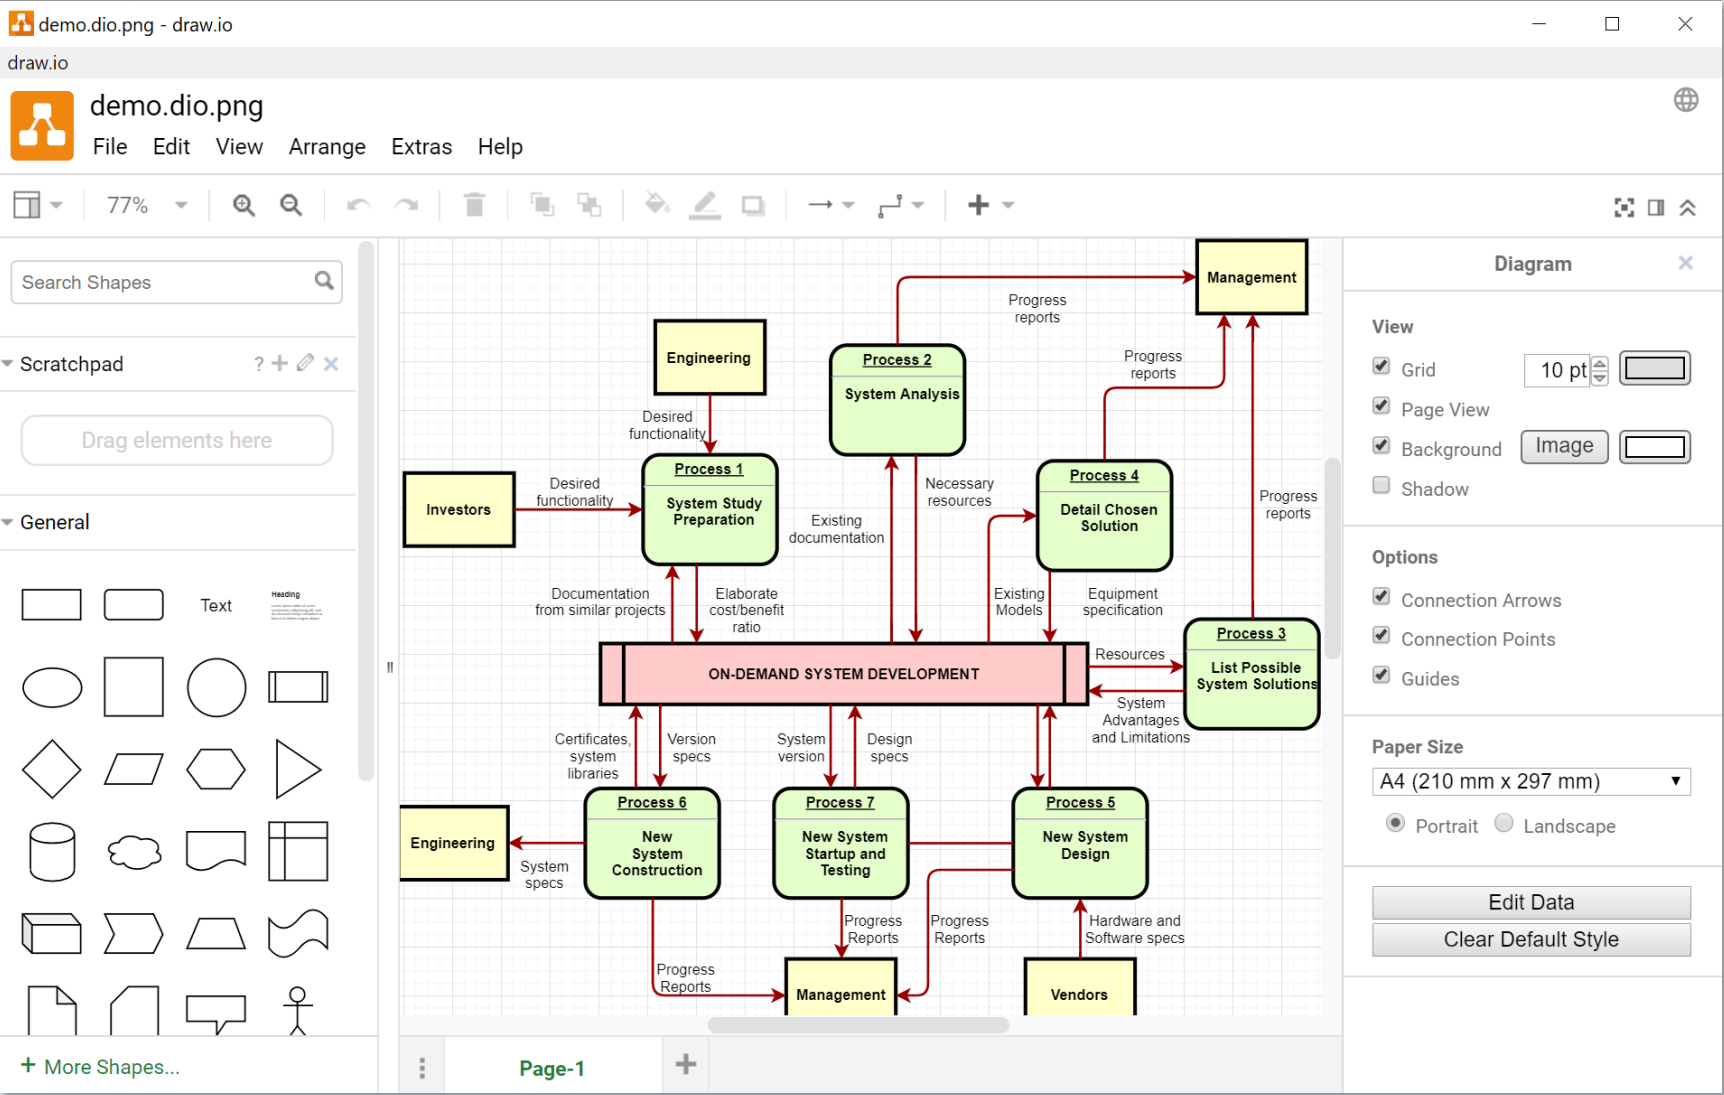 demo.dio.png - draw.io
draw.io
demo.dio.png
File Edit View Arrange Extras Help
77%
Search Shapes
Scratchpad
?
Drag elements here
General
Text
Heading
+ More Shapes...
Management
Progress
reports
Engineering
Process 2
System Analysis
Progress
reports
Desired
functionality
Process 1
System Study
Preparation
Investors
Desired
functionality
Necessary
resources
Existing
documentation
Process 4
Detail Chosen
Solution
Progress
reports
Documentation
from similar projects
Elaborate
cost/benefit
ratio
Existing
Models
Equipment
specification
Process 3
List Possible
System Solutions
ON-DEMAND SYSTEM DEVELOPMENT
Resources
System
Advantages
and Limitations
Certificates,
system
libraries
Version
specs
System
version
Design
specs
Process 6
New
System
Construction
Process 7
New System
Startup and
Testing
Process 5
New System
Design
Engineering
System
specs
Progress
Reports
Progress
Reports
Hardware and
Software specs
Progress
Reports
Management
Vendors
Page-1
Diagram
View
Grid
10 pt
Page View
Background
Image
Shadow
Options
Connection Arrows
Connection Points
Guides
Paper Size
A4 (210 mm x 297 mm)
Portrait Landscape
Edit Data
Clear Default Style